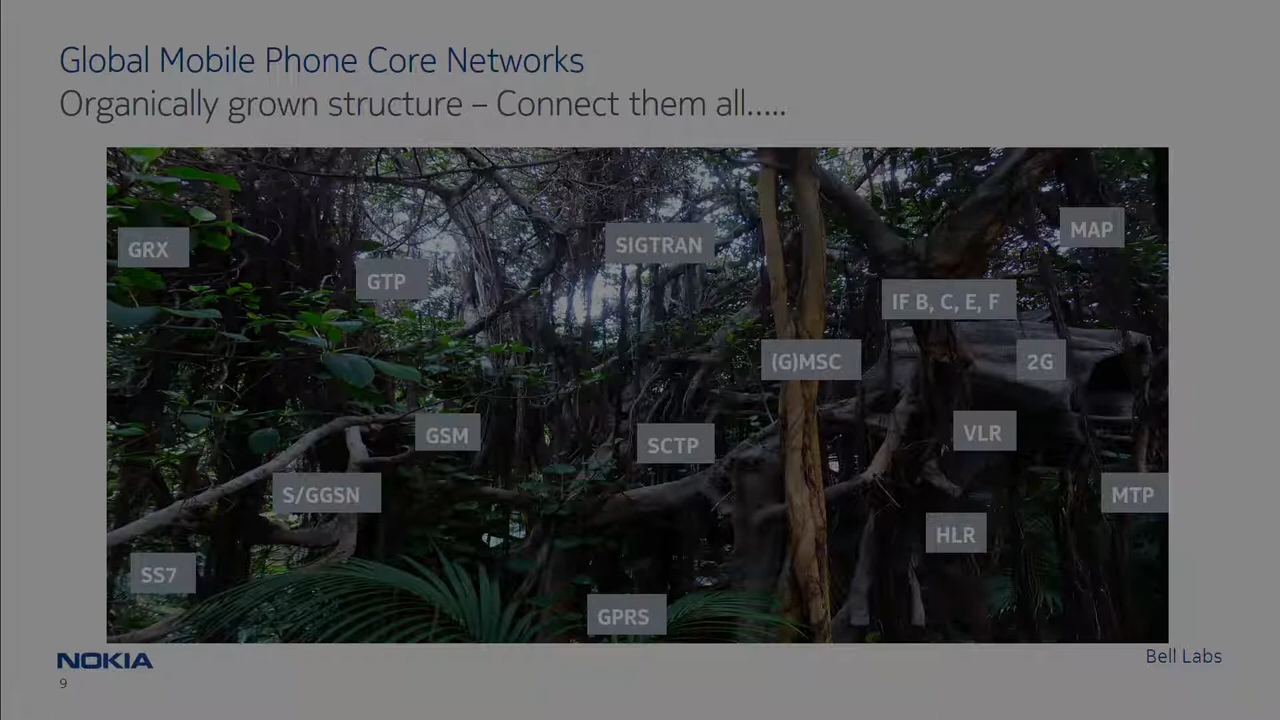 Global Mobile Phone Core Networks
Organically grown structure – Connect them all.....
MAP
GRX
SIGTRAN
GTP
IF B, C, E, F
(G)MSC
2G
GSM
SCTP
VLR
S/GGSN
MTP
HLR
SS7
GPRS
NOKIA
Bell Labs
9